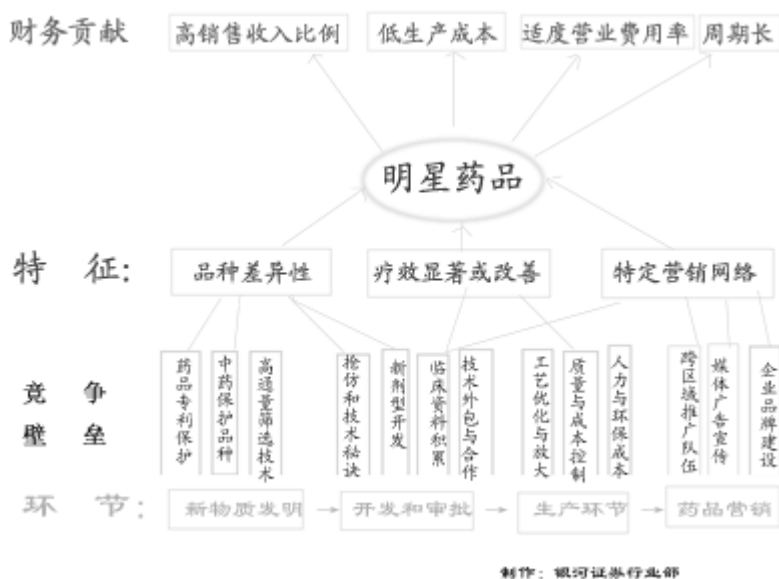 财务贡献 高销售收入比例 低生产成本 适度营业费用率 周期长
明星药品
特 征: 品种差异性 疗效显著或改善 特定营销网络
竞 争
壁 垒
药品专利保护
中药保护品种
高通量筛选技术
抢仿和技术秘诀
新剂型开发
临床资料积累
技术外包与合作
工艺优化与放大
质量与成本控制
人力与环保成本
跨区域推广队伍
媒体广告宣传
企业品牌建设
环 节: 新物质发明 开发和审批 生产环节 药品营销
制作: 银河证券行业部